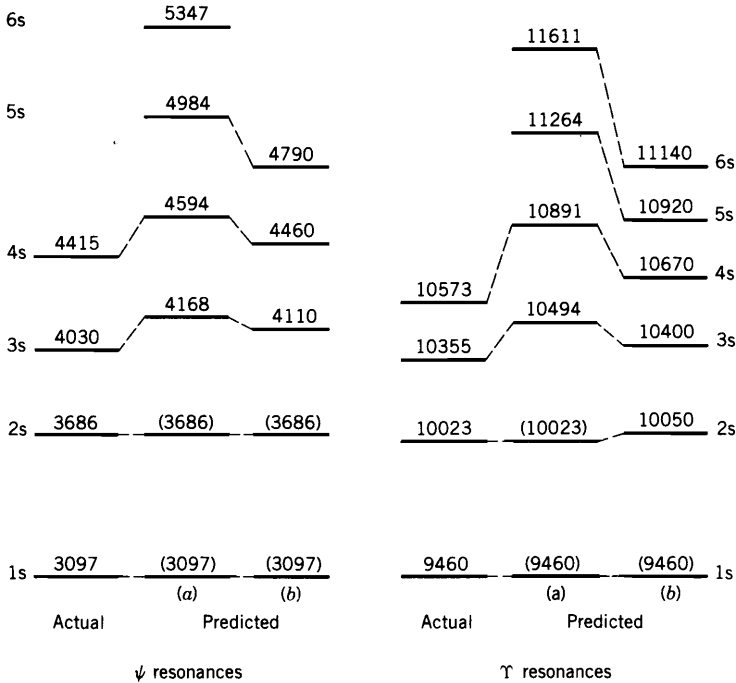 6s 5347
11611
5s 4984
11264
4790
11140 6s
4594
10920 5s
4s 4415
4460
10891
10670 4s
10573
4168
4110
10494
3s 4030
10355
10400 3s
2s 3686 (3686) (3686)
10023 (10023) 10050 2s
1s 3097 (3097) (3097)
9460 (9460) (9460) 1s
(a) (b)
(a) (b)
Actual Predicted
Actual Predicted
ψ resonances
ϒ resonances